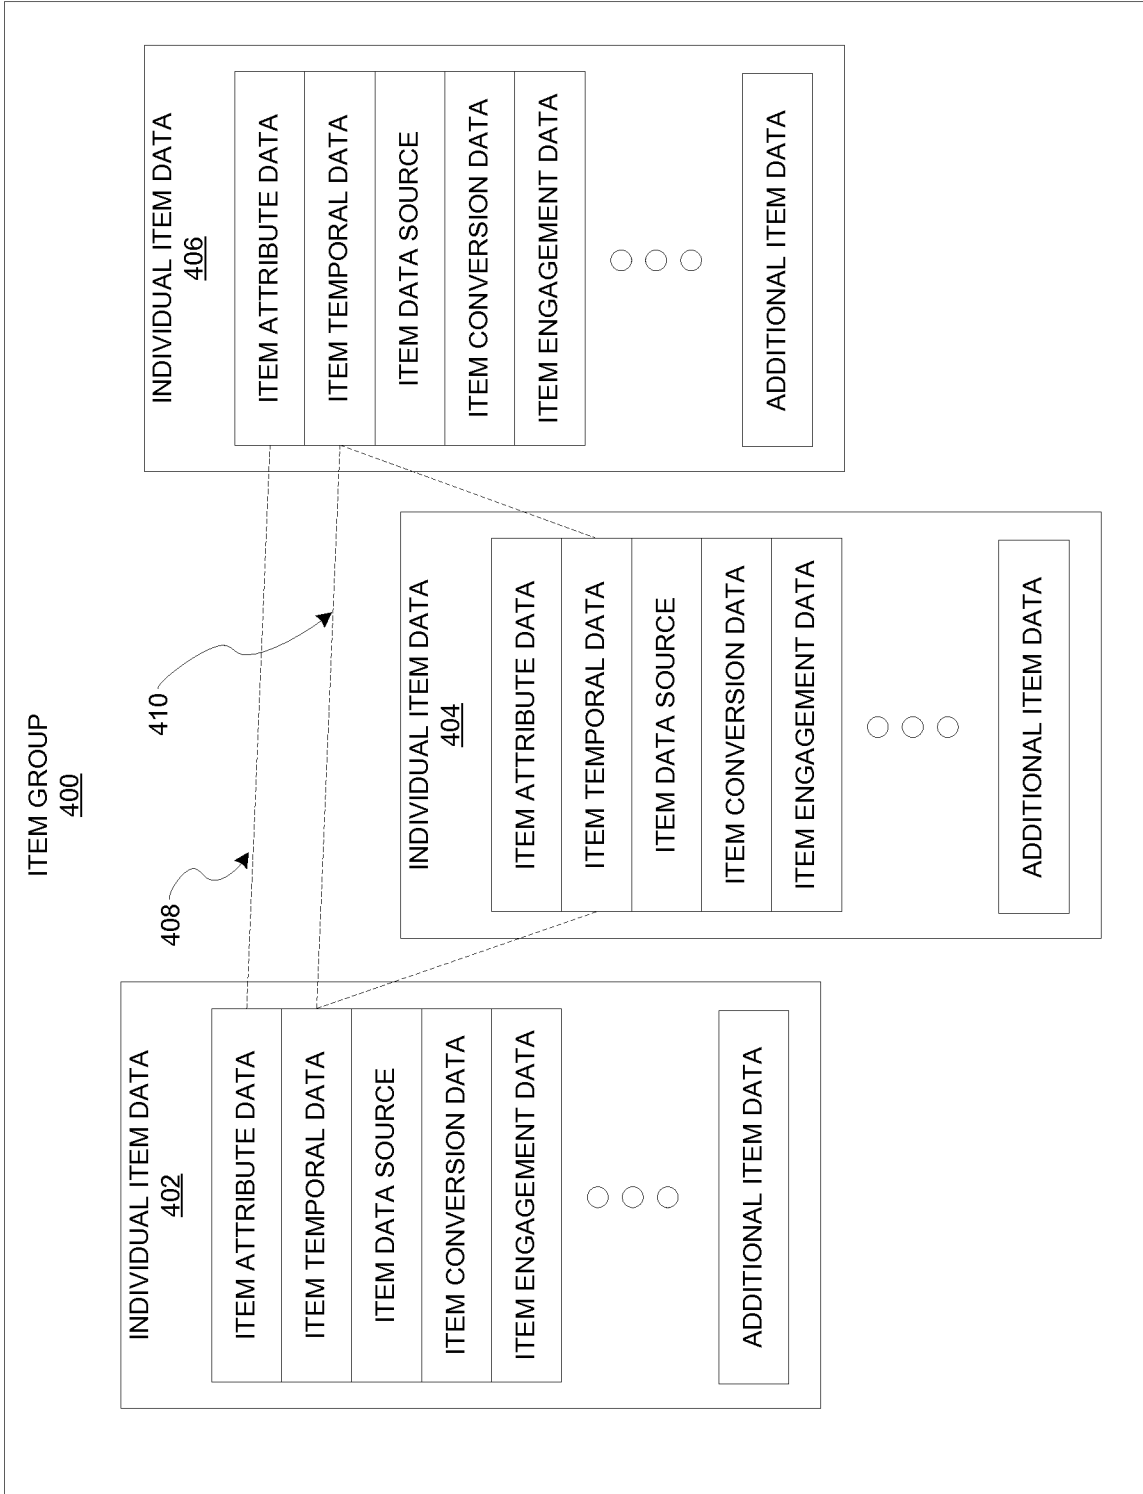 ITEM GROUP
400
408
410
INDIVIDUAL ITEM DATA
402
ITEM ATTRIBUTE DATA
ITEM TEMPORAL DATA
ITEM DATA SOURCE
ITEM CONVERSION DATA
ITEM ENGAGEMENT DATA
ADDITIONAL ITEM DATA
INDIVIDUAL ITEM DATA
404
ITEM ATTRIBUTE DATA
ITEM TEMPORAL DATA
ITEM DATA SOURCE
ITEM CONVERSION DATA
ITEM ENGAGEMENT DATA
ADDITIONAL ITEM DATA
INDIVIDUAL ITEM DATA
406
ITEM ATTRIBUTE DATA
ITEM TEMPORAL DATA
ITEM DATA SOURCE
ITEM CONVERSION DATA
ITEM ENGAGEMENT DATA
ADDITIONAL ITEM DATA